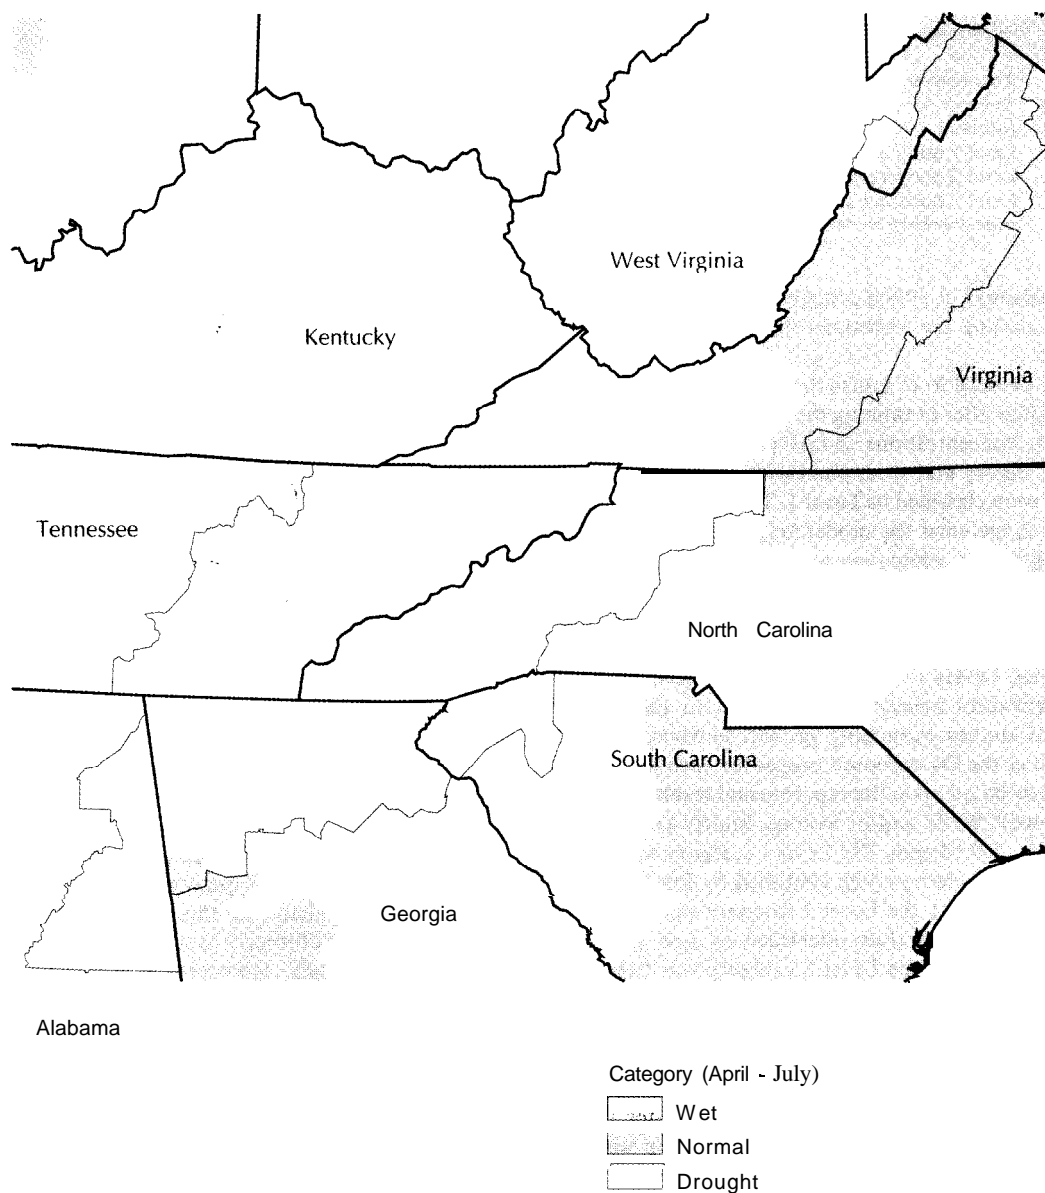 West Virginia
Kentucky
Virginia
Tennessee
North Carolina
South Carolina
Georgia
Alabama
Category (April - July)
Wet
Normal
Drought